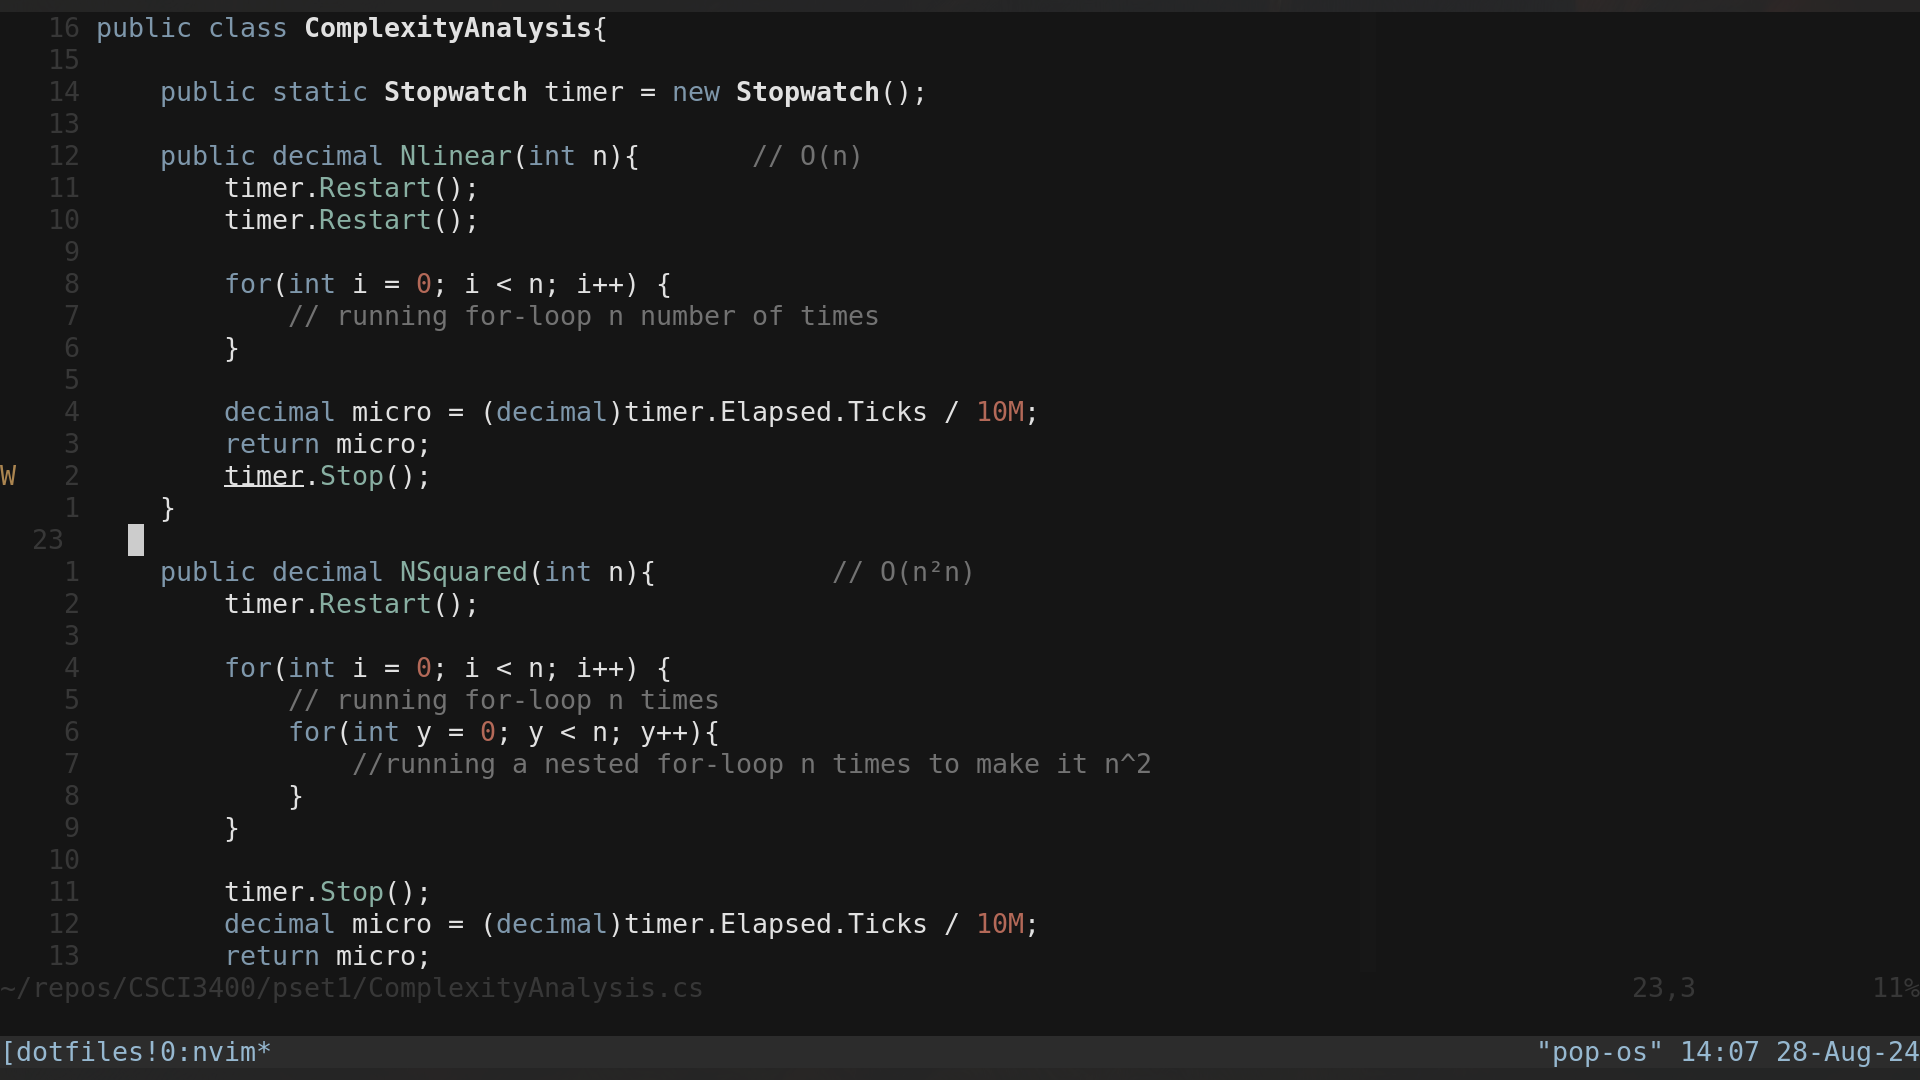 16 public class ComplexityAnalysis{
15
14     public static Stopwatch timer = new Stopwatch();
13
12     public decimal Nlinear(int n){       // O(n)
11         timer.Restart();
10         timer.Restart();
9
8         for(int i = 0; i < n; i++) {
7             // running for-loop n number of times
6         }
5
4         decimal micro = (decimal)timer.Elapsed.Ticks / 10M;
3         return micro;
W   2         timer.Stop();
1     }
23
1     public decimal NSquared(int n){           // O(n²n)
2         timer.Restart();
3
4         for(int i = 0; i < n; i++) {
5             // running for-loop n times
6             for(int y = 0; y < n; y++){
7                 //running a nested for-loop n times to make it n^2
8             }
9         }
10
11         timer.Stop();
12         decimal micro = (decimal)timer.Elapsed.Ticks / 10M;
13         return micro;
~/repos/CSCI3400/pset1/ComplexityAnalysis.cs 23,3 11%
[dotfiles!0:nvim* "pop-os" 14:07 28-Aug-24